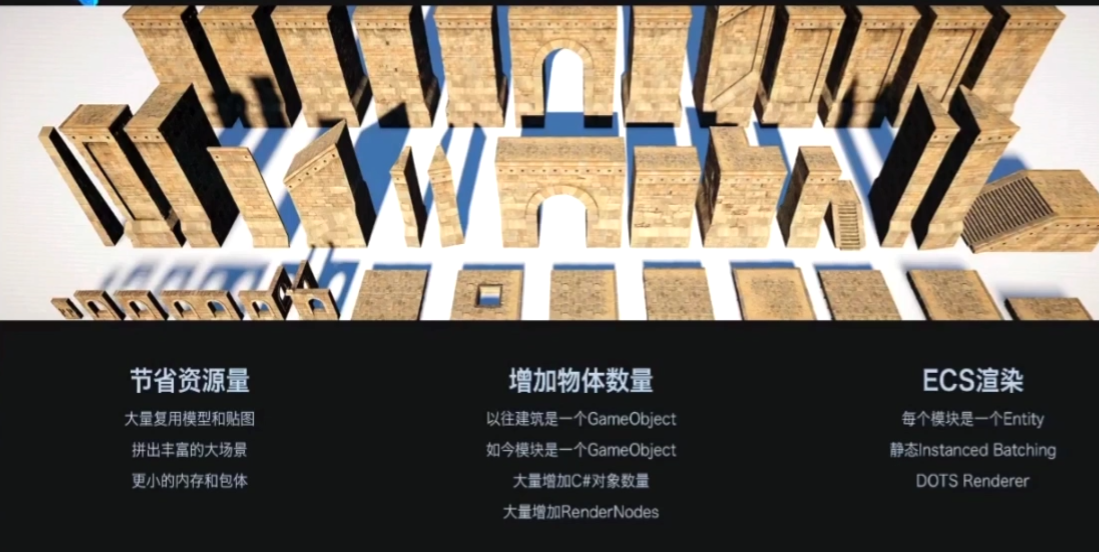 节省资源量
大量复用模型和贴图
拼出丰富的大场景
更小的内存和包体
增加物体数量
以往建筑是一个GameObject
如今模块是一个GameObject
大量增加C#对象数量
大量增加RenderNodes
ECS渲染
每个模块是一个Entity
静态Instanced Batching
DOTS Renderer